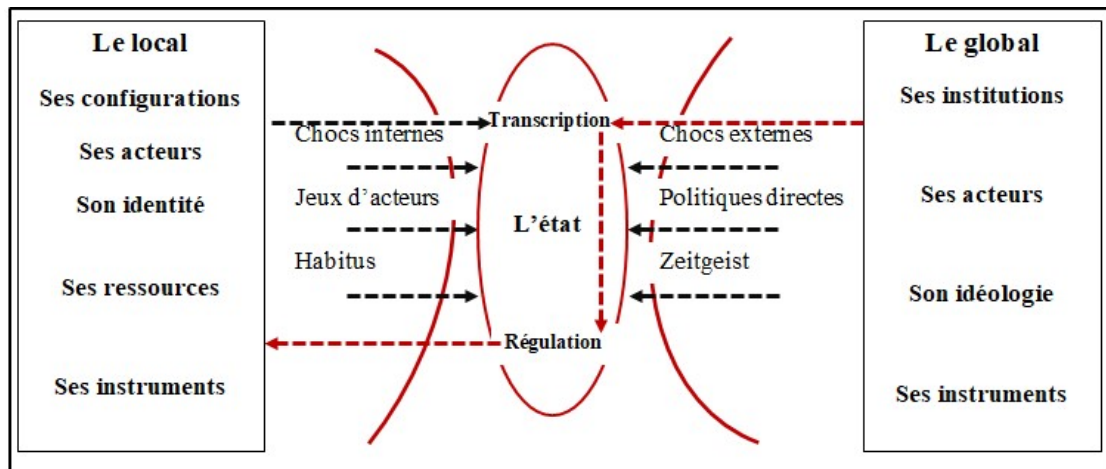 Le local
Ses configurations
Ses acteurs
Son identité
Ses ressources
Ses instruments
Chocs internes
Jeux d’acteurs
Habitus
Transcription
L’état
Régulation
Chocs externes
Politiques directes
Zeitgeist
Le global
Ses institutions
Ses acteurs
Son idéologie
Ses instruments